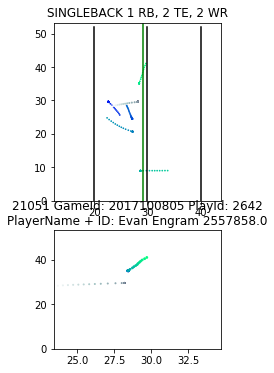 SINGLEBACK 1 RB, 2 TE, 2 WR
50
40
30
20
10
0
20 30 40
21051 GameId: 2017100805 PlayId: 2642
PlayerName + ID: Evan Engram 2557858.0
40
20
0
25.0 27.5 30.0 32.5